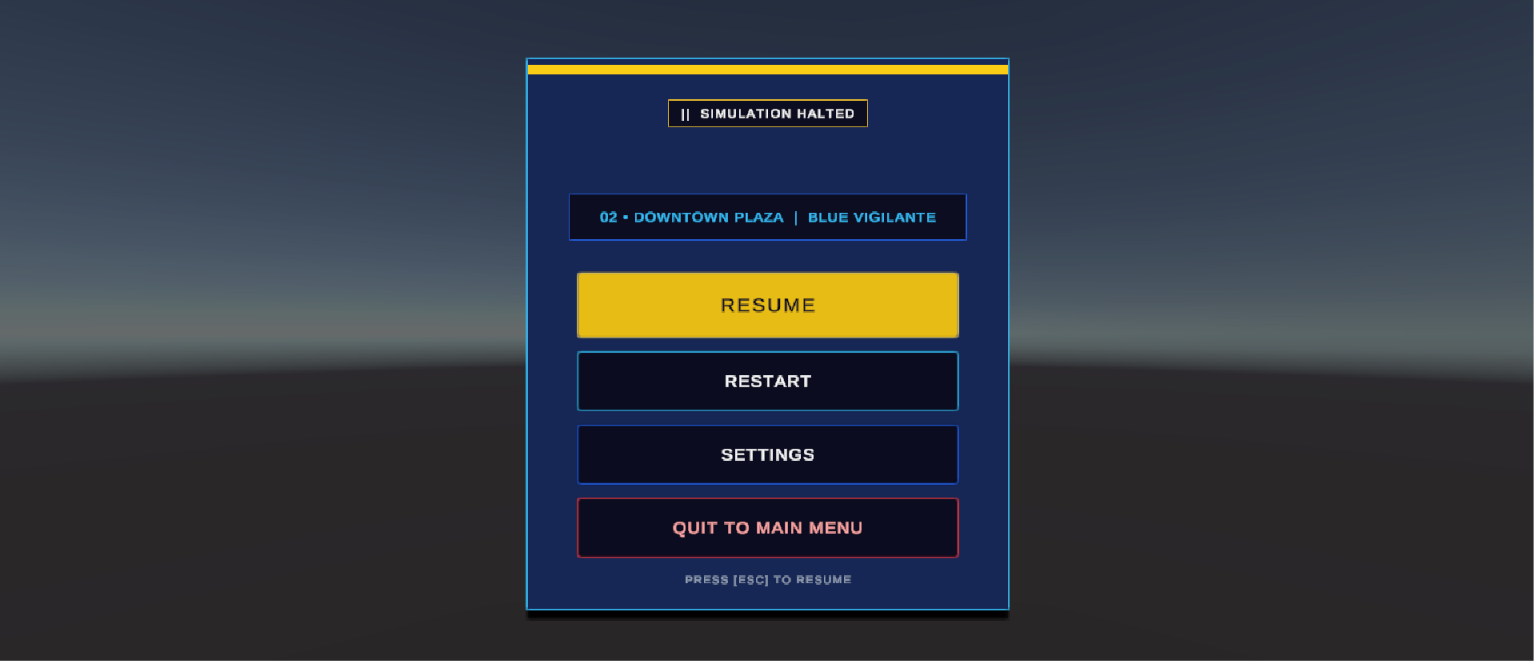 || SIMULATION HALTED
02 • DOWNTOWN PLAZA | BLUE VIGILANTE
RESUME
RESTART
SETTINGS
QUIT TO MAIN MENU
PRESS [ESC] TO RESUME